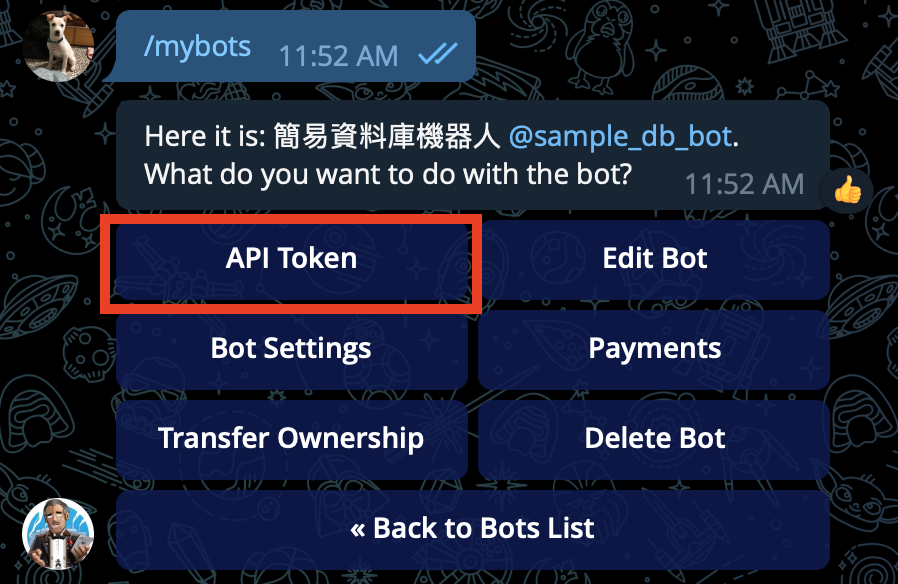 /mybots 11:52 AM
Here it is: 簡易資料庫機器人 @sample_db_bot.
What do you want to do with the bot? 11:52 AM
API Token
Edit Bot
Bot Settings
Payments
Transfer Ownership
Delete Bot
« Back to Bots List